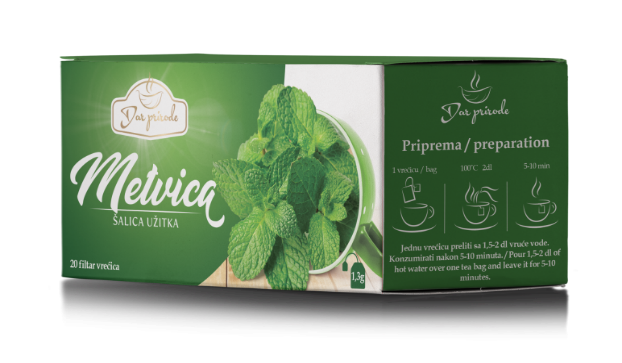 Dar prirode
Metvica
ŠALICA UŽITKA
20 filtar vrećica
1,3g
Dar prirode
Priprema / preparation
1 vrećicu / bag 100°C 2dl 5-10 min
Jednu vrećicu preliti sa 1,5-2 dl vruće vode.
Konzumirati nakon 5-10 minuta. / Pour 1,5-2 dl of
hot water over one tea bag and leave it for 5-10
minutes.